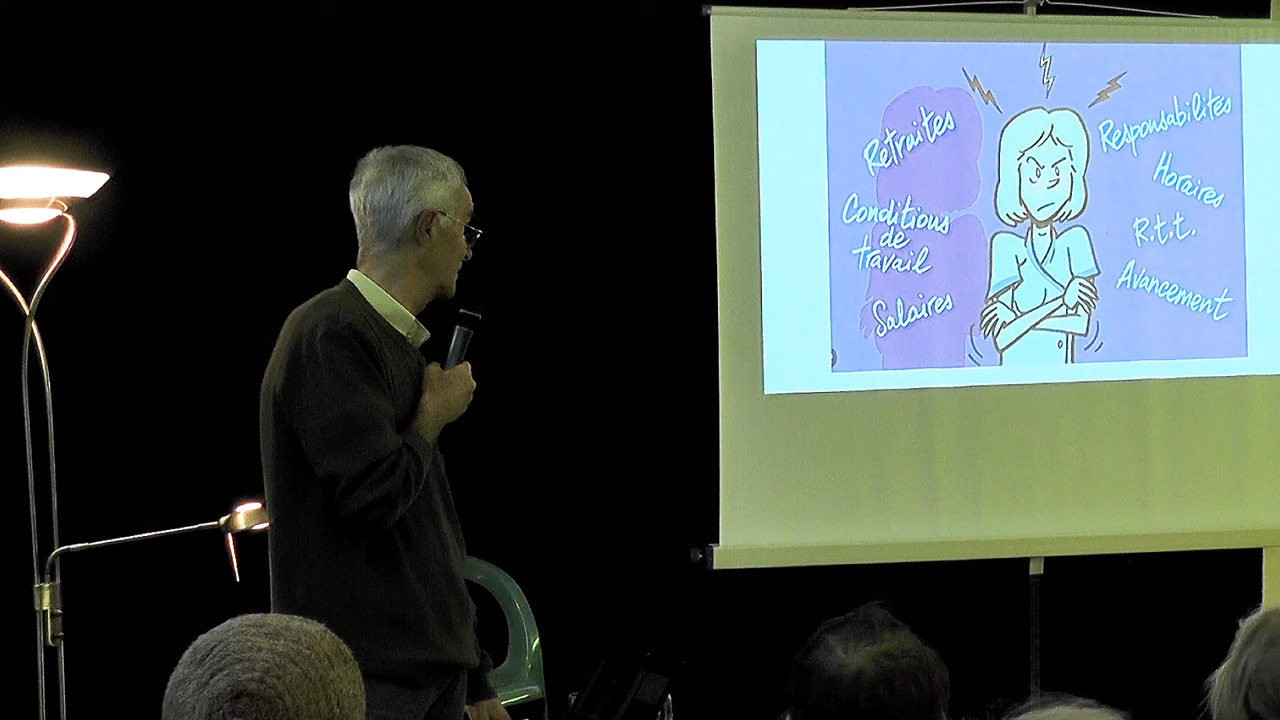 Retraites
Conditions
de
travail
Salaires
Responsabilités
Horaires
R.t.t.
Avancement